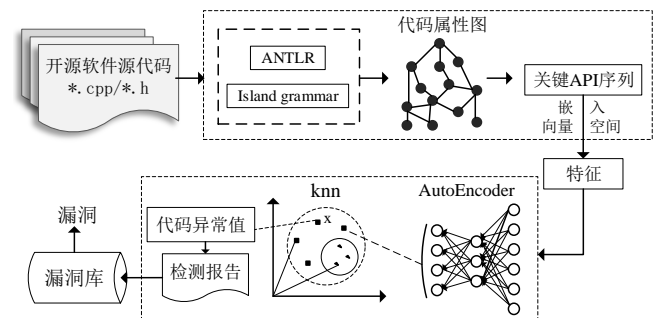 开源软件源代码
*.cpp/*.h
ANTLR
Island grammar
代码属性图
关键API序列
嵌 入
向量 空间
特征
AutoEncoder
knn
x
代码异常值
检测报告
漏洞
漏洞库